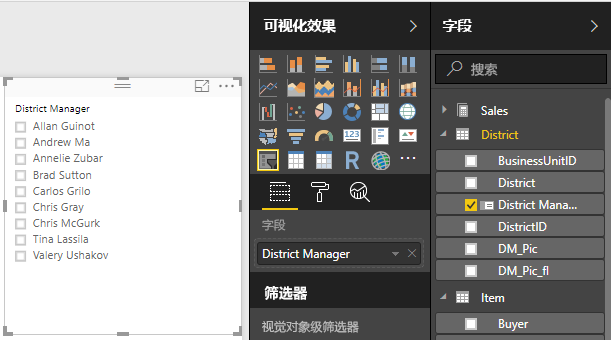 District Manager
Allan Guinot
Andrew Ma
Annelie Zubar
Brad Sutton
Carlos Grilo
Chris Gray
Chris McGurk
Tina Lassila
Valery Ushakov
可视化效果
123
R
字段
District Manager
筛选器
视觉对象级筛选器
字段
搜索
Sales
District
BusinessUnitID
District
District Mana...
DistrictID
DM_Pic
DM_Pic_fl
Item
Buyer